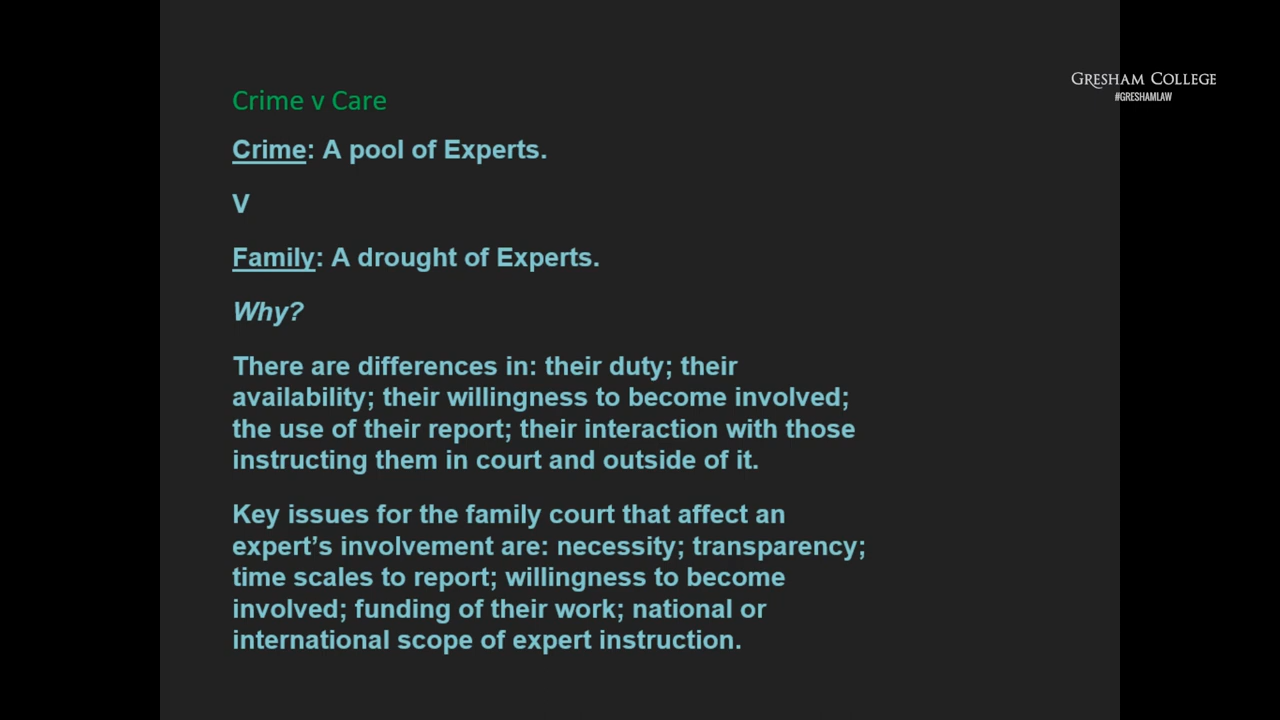 GRESHAM COLLEGE
#GRESHAMLAW
Crime v Care
Crime: A pool of Experts.
V
Family: A drought of Experts.
Why?
There are differences in: their duty; their
availability; their willingness to become involved;
the use of their report; their interaction with those
instructing them in court and outside of it.
Key issues for the family court that affect an
expert’s involvement are: necessity; transparency;
time scales to report; willingness to become
involved; funding of their work; national or
international scope of expert instruction.